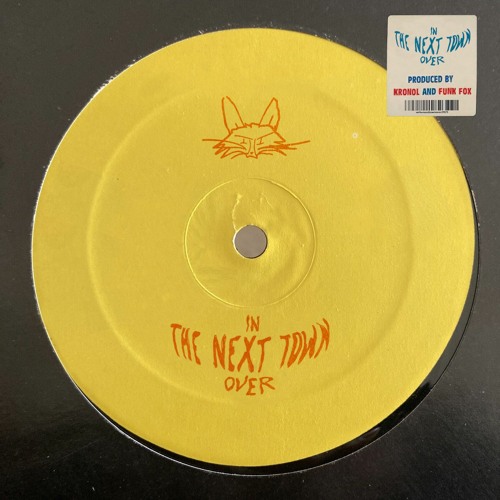 IN
THE NEXT TOWN
OVER
PRODUCED BY
KRONOL AND FUNK FOX
IN
THE NEXT TOWN
OVER